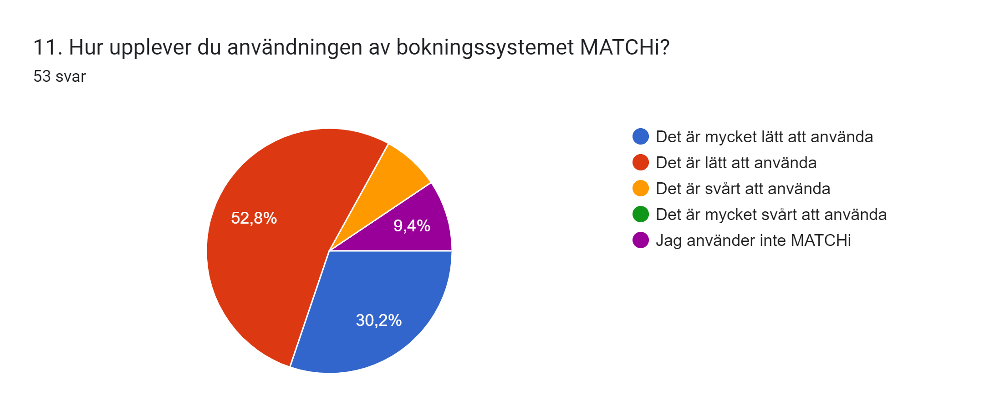 11. Hur upplever du användningen av bokningssystemet MATCHi?
53 svar
52,8%
9,4%
30,2%
Det är mycket lätt att använda
Det är lätt att använda
Det är svårt att använda
Det är mycket svårt att använda
Jag använder inte MATCHi